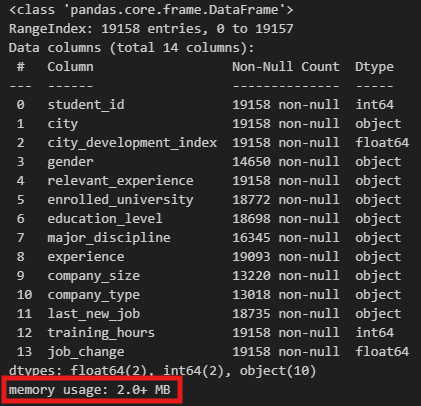 <class 'pandas.core.frame.DataFrame'>
RangeIndex: 19158 entries, 0 to 19157
Data columns (total 14 columns):
 #   Column                  Non-Null Count  Dtype
---  ------                  --------------  -----
 0   student_id              19158 non-null  int64
 1   city                    19158 non-null  object
 2   city_development_index  19158 non-null  float64
 3   gender                  14650 non-null  object
 4   relevant_experience     19158 non-null  object
 5   enrolled_university     18772 non-null  object
 6   education_level         18698 non-null  object
 7   major_discipline        16345 non-null  object
 8   experience              19093 non-null  object
 9   company_size            13220 non-null  object
 10  company_type            13018 non-null  object
 11  last_new_job            18735 non-null  object
 12  training_hours          19158 non-null  int64
 13  job_change              19158 non-null  float64
dtypes: float64(2), int64(2), object(10)
memory usage: 2.0+ MB